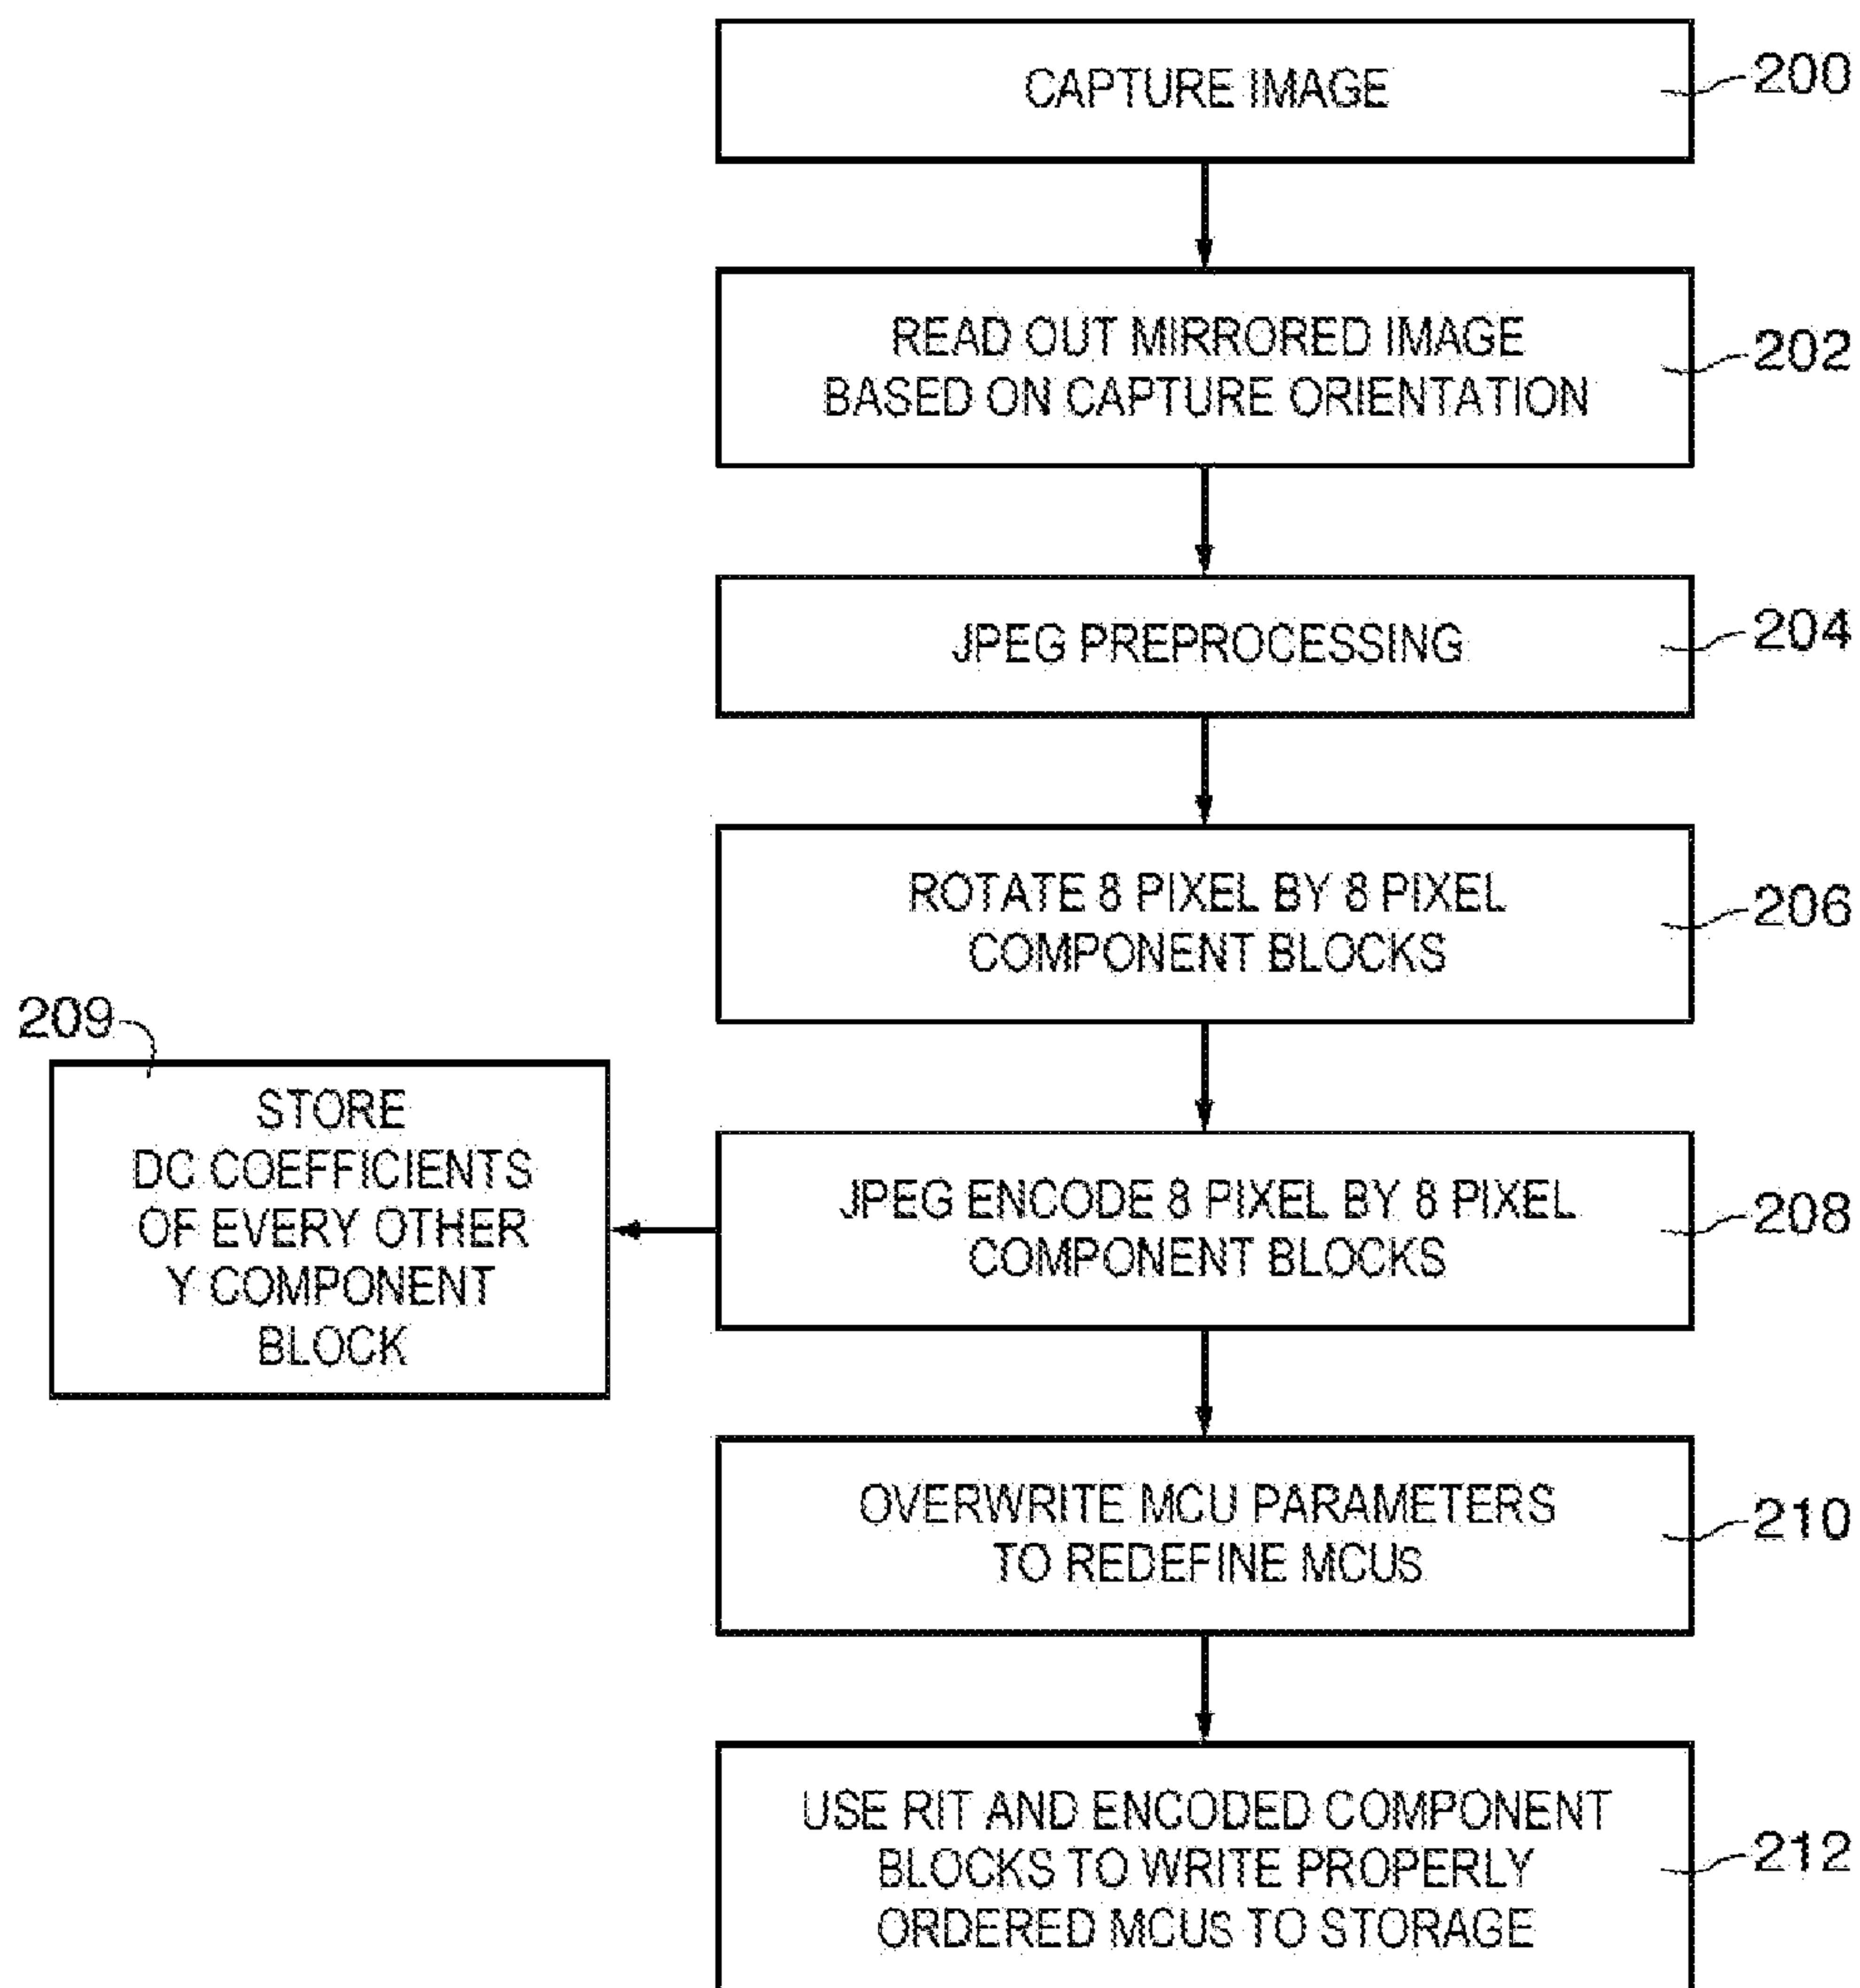 CAPTURE IMAGE
200
READ OUT MIRRORED IMAGE
BASED ON CAPTURE ORIENTATION
202
JPEG PREPROCESSING
204
ROTATE 8 PIXEL BY 8 PIXEL
COMPONENT BLOCKS
206
209
STORE
DC COEFFICIENTS
OF EVERY OTHER
Y COMPONENT
BLOCK
JPEG ENCODE 8 PIXEL BY 8 PIXEL
COMPONENT BLOCKS
208
OVERWRITE MCU PARAMETERS
TO REDEFINE MCUs
210
USE RIT AND ENCODED COMPONENT
BLOCKS TO WRITE PROPERLY
ORDERED MCUs TO STORAGE
212